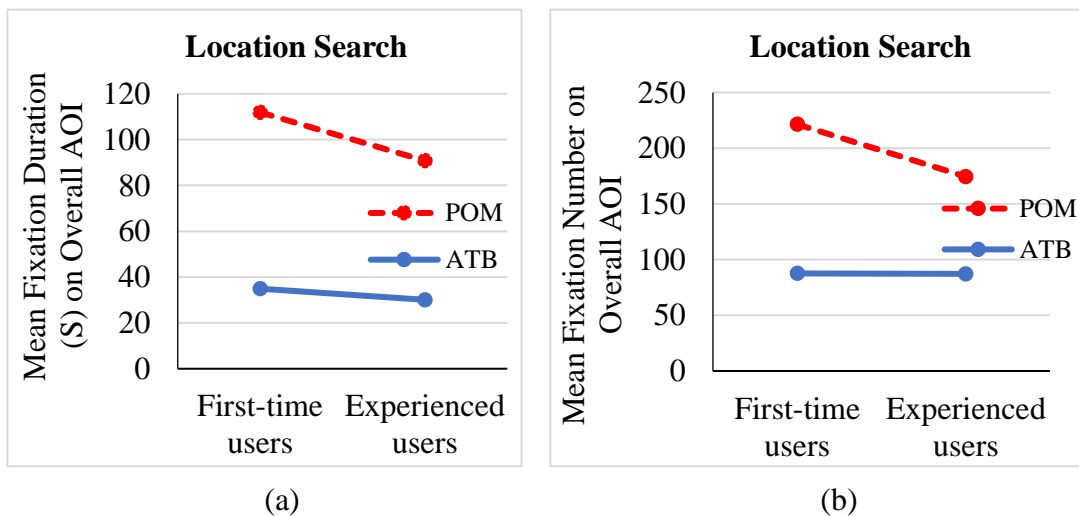 Location Search
Mean Fixation Duration
(S) on Overall AOI
120
100
80
60
40
20
0
POM
ATB
First-time
users
Experienced
users
(a)
Location Search
Mean Fixation Number on
Overall AOI
250
200
150
100
50
0
POM
ATB
First-time
users
Experienced
users
(b)